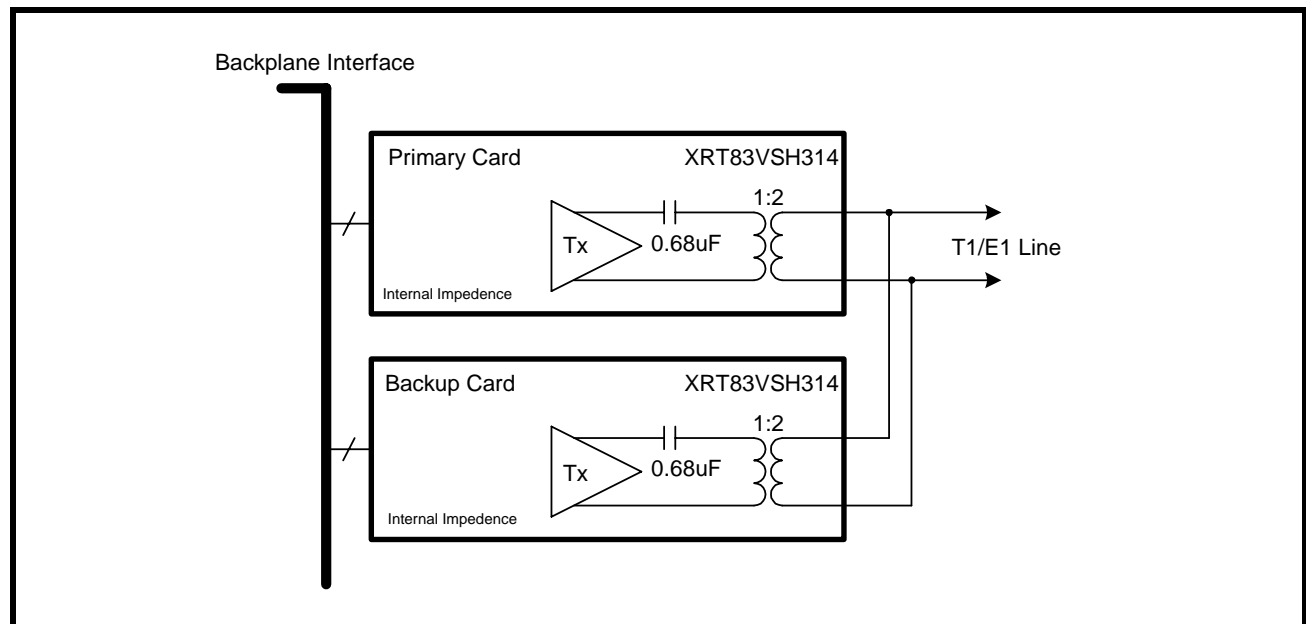 Backplane Interface
Primary Card XRT83VSH314
1:2
Tx 0.68uF
T1/E1 Line
Internal Impedence
Backup Card XRT83VSH314
1:2
Tx 0.68uF
Internal Impedence